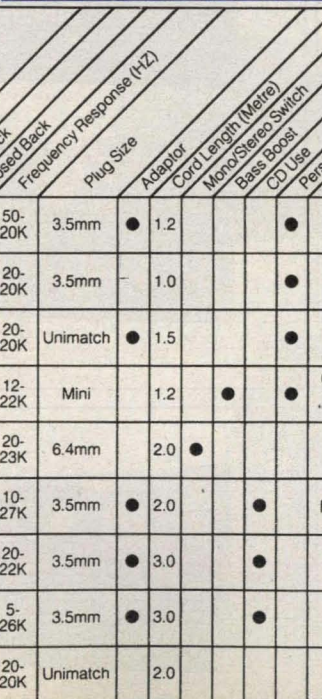 Frequency Response (HZ)
Plug Size
Adaptor
Cord Length (Metre)
Mono/Stereo Switch
Bass Boost
CD Use
50-
20K 3.5mm ● 1.2 ●
20-
20K 3.5mm 1.0 ●
20-
20K Unimatch ● 1.5 ●
12-
22K Mini 1.2 ● ●
20-
23K 6.4mm 2.0 ●
10-
27K 3.5mm ● 2.0 ●
20-
22K 3.5mm ● 3.0 ●
5-
26K 3.5mm ● 3.0 ●
20-
20K Unimatch 2.0